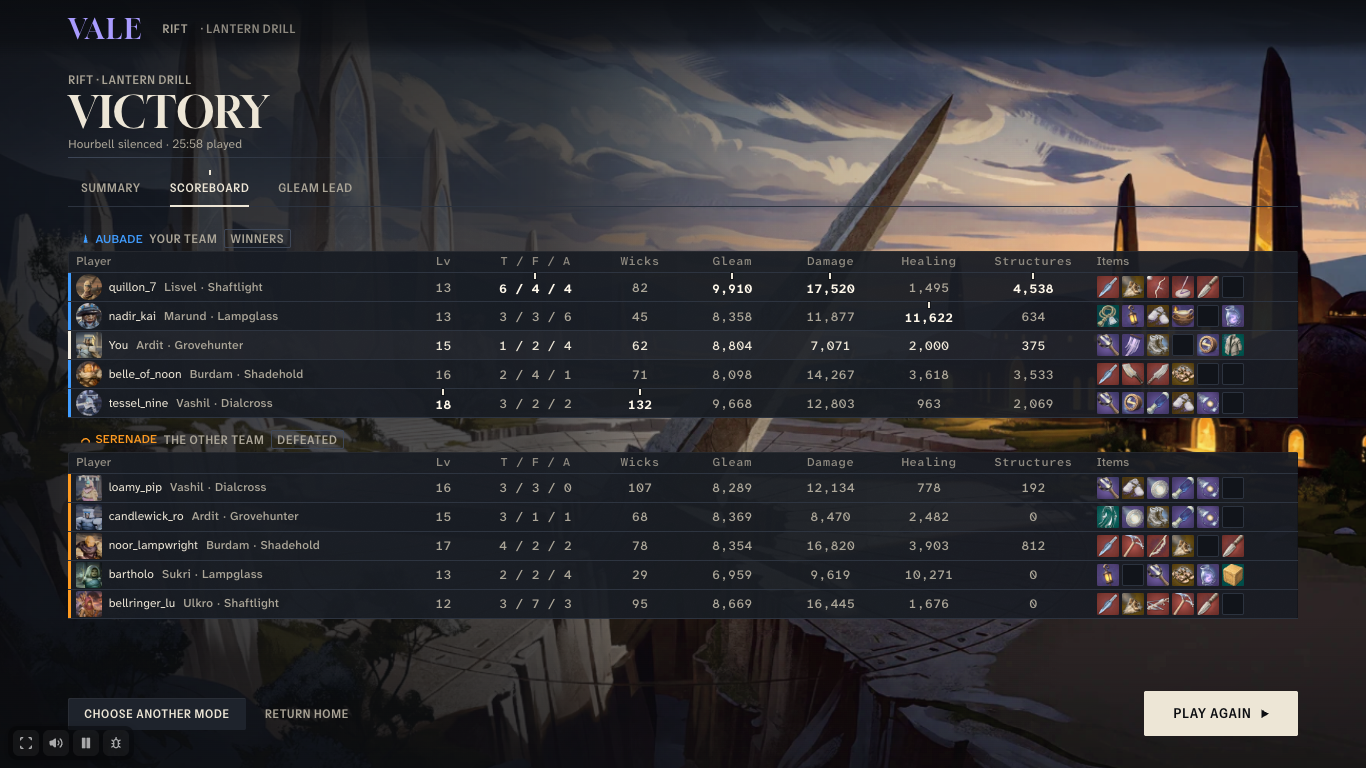 VALE RIFT · LANTERN DRILL
RIFT · LANTERN DRILL
VICTORY
Hourbell silenced · 25:58 played
SUMMARY SCOREBOARD GLEAM LEAD
AUBADE YOUR TEAM WINNERS
Player Lv T / F / A Wicks Gleam Damage Healing Structures Items
quillon_7 Lisvel · Shaftlight 13 6 / 4 / 4 82 9,910 17,520 1,495 4,538
nadir_kai Marund · Lampglass 13 3 / 3 / 6 45 8,358 11,877 11,622 634
You Ardit · Grovehunter 15 1 / 2 / 4 62 8,804 7,071 2,000 375
belle_of_noon Burdam · Shadehold 16 2 / 4 / 1 71 8,098 14,267 3,618 3,533
tessel_nine Vashil · Dialcross 18 3 / 2 / 2 132 9,668 12,803 963 2,069
SERENADE THE OTHER TEAM DEFEATED
Player Lv T / F / A Wicks Gleam Damage Healing Structures Items
loamy_pip Vashil · Dialcross 16 3 / 3 / 0 107 8,289 12,134 778 192
candlewick_ro Ardit · Grovehunter 15 3 / 1 / 1 68 8,369 8,470 2,482 0
noor_lampwright Burdam · Shadehold 17 4 / 2 / 2 78 8,354 16,820 3,903 812
bartholo Sukri · Lampglass 13 2 / 2 / 4 29 6,959 9,619 10,271 0
bellringer_lu Ulkro · Shaftlight 12 3 / 7 / 3 95 8,669 16,445 1,676 0
CHOOSE ANOTHER MODE RETURN HOME PLAY AGAIN